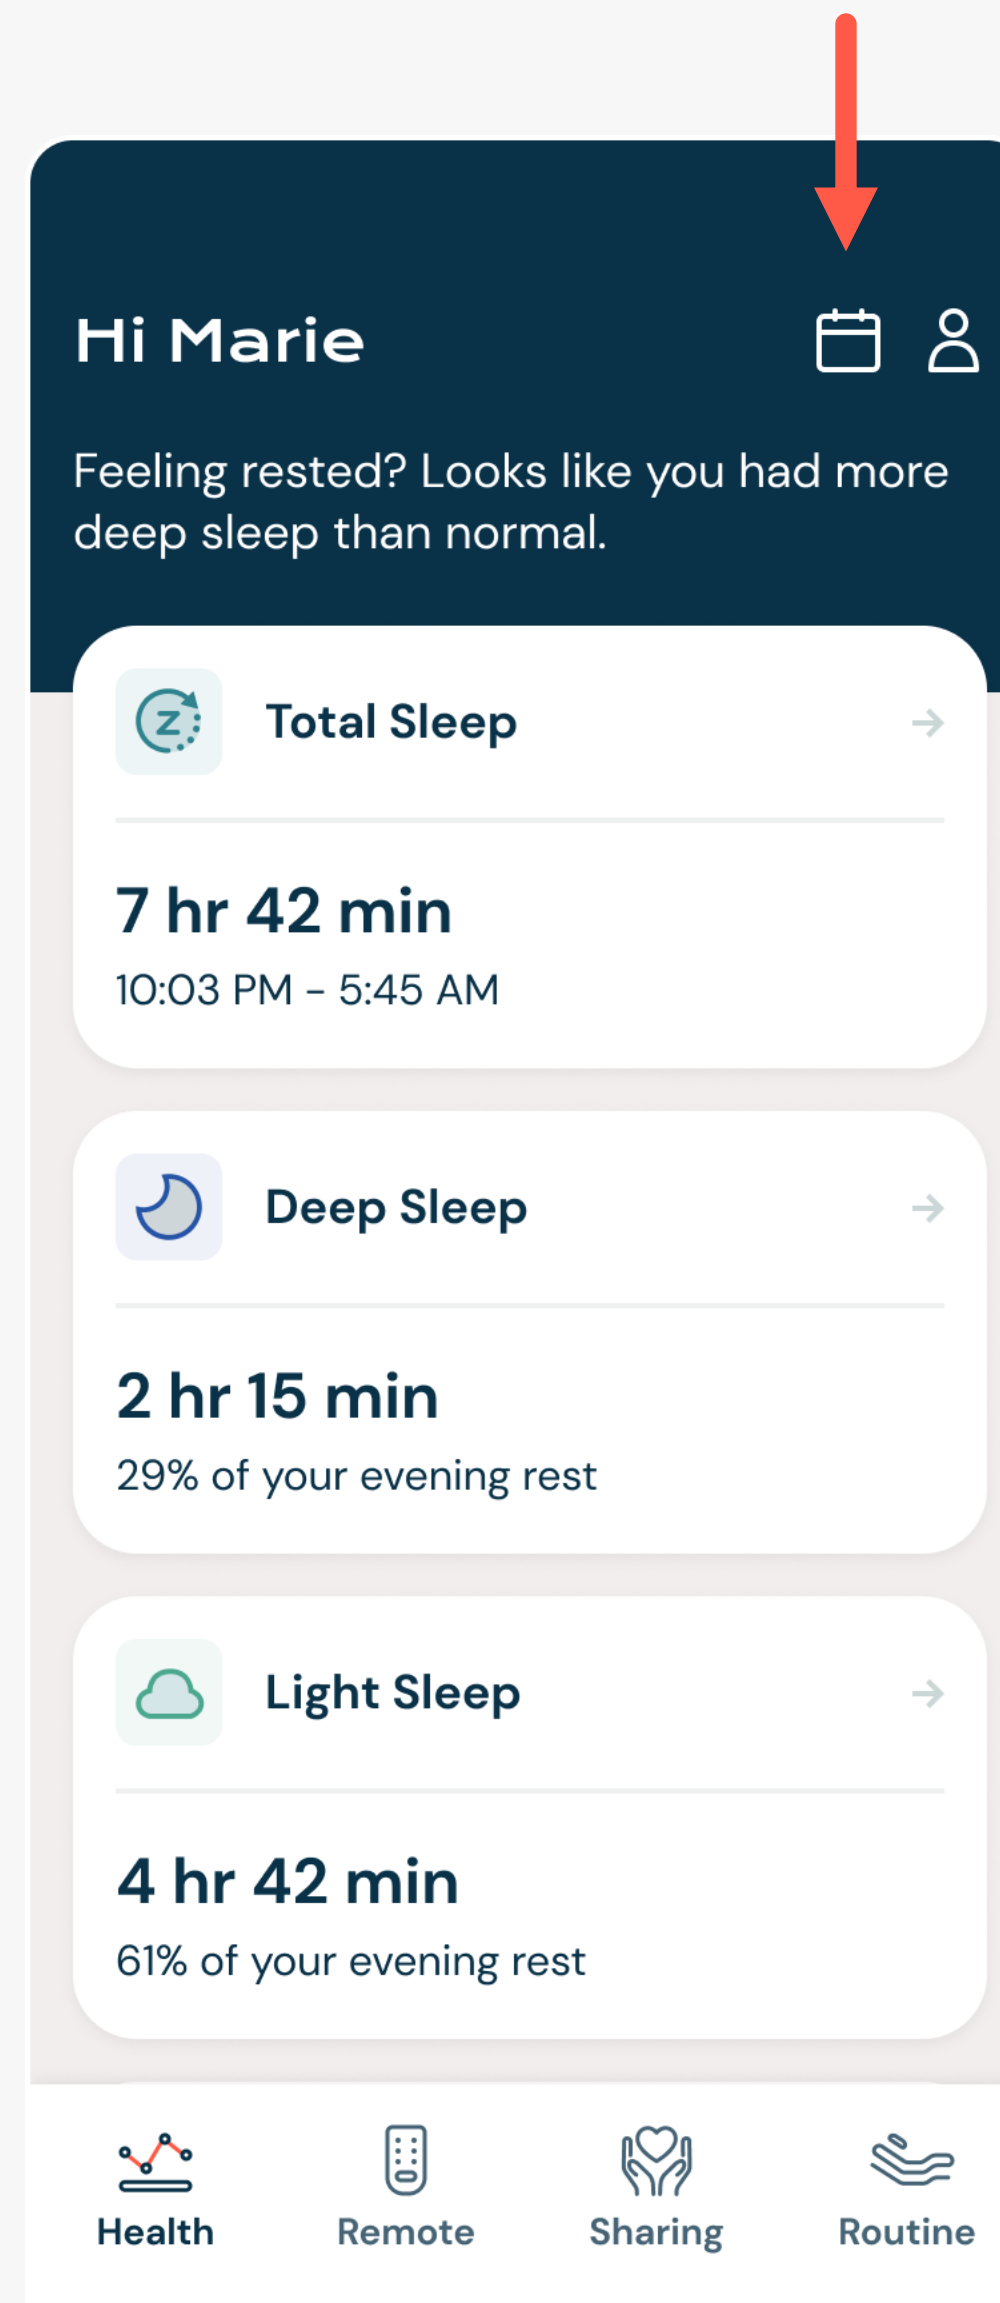 Hi Marie
Feeling rested? Looks like you had more
deep sleep than normal.
Total Sleep
7 hr 42 min
10:03 PM - 5:45 AM
Deep Sleep
2 hr 15 min
29% of your evening rest
Light Sleep
4 hr 42 min
61% of your evening rest
Health
Remote
Sharing
Routine